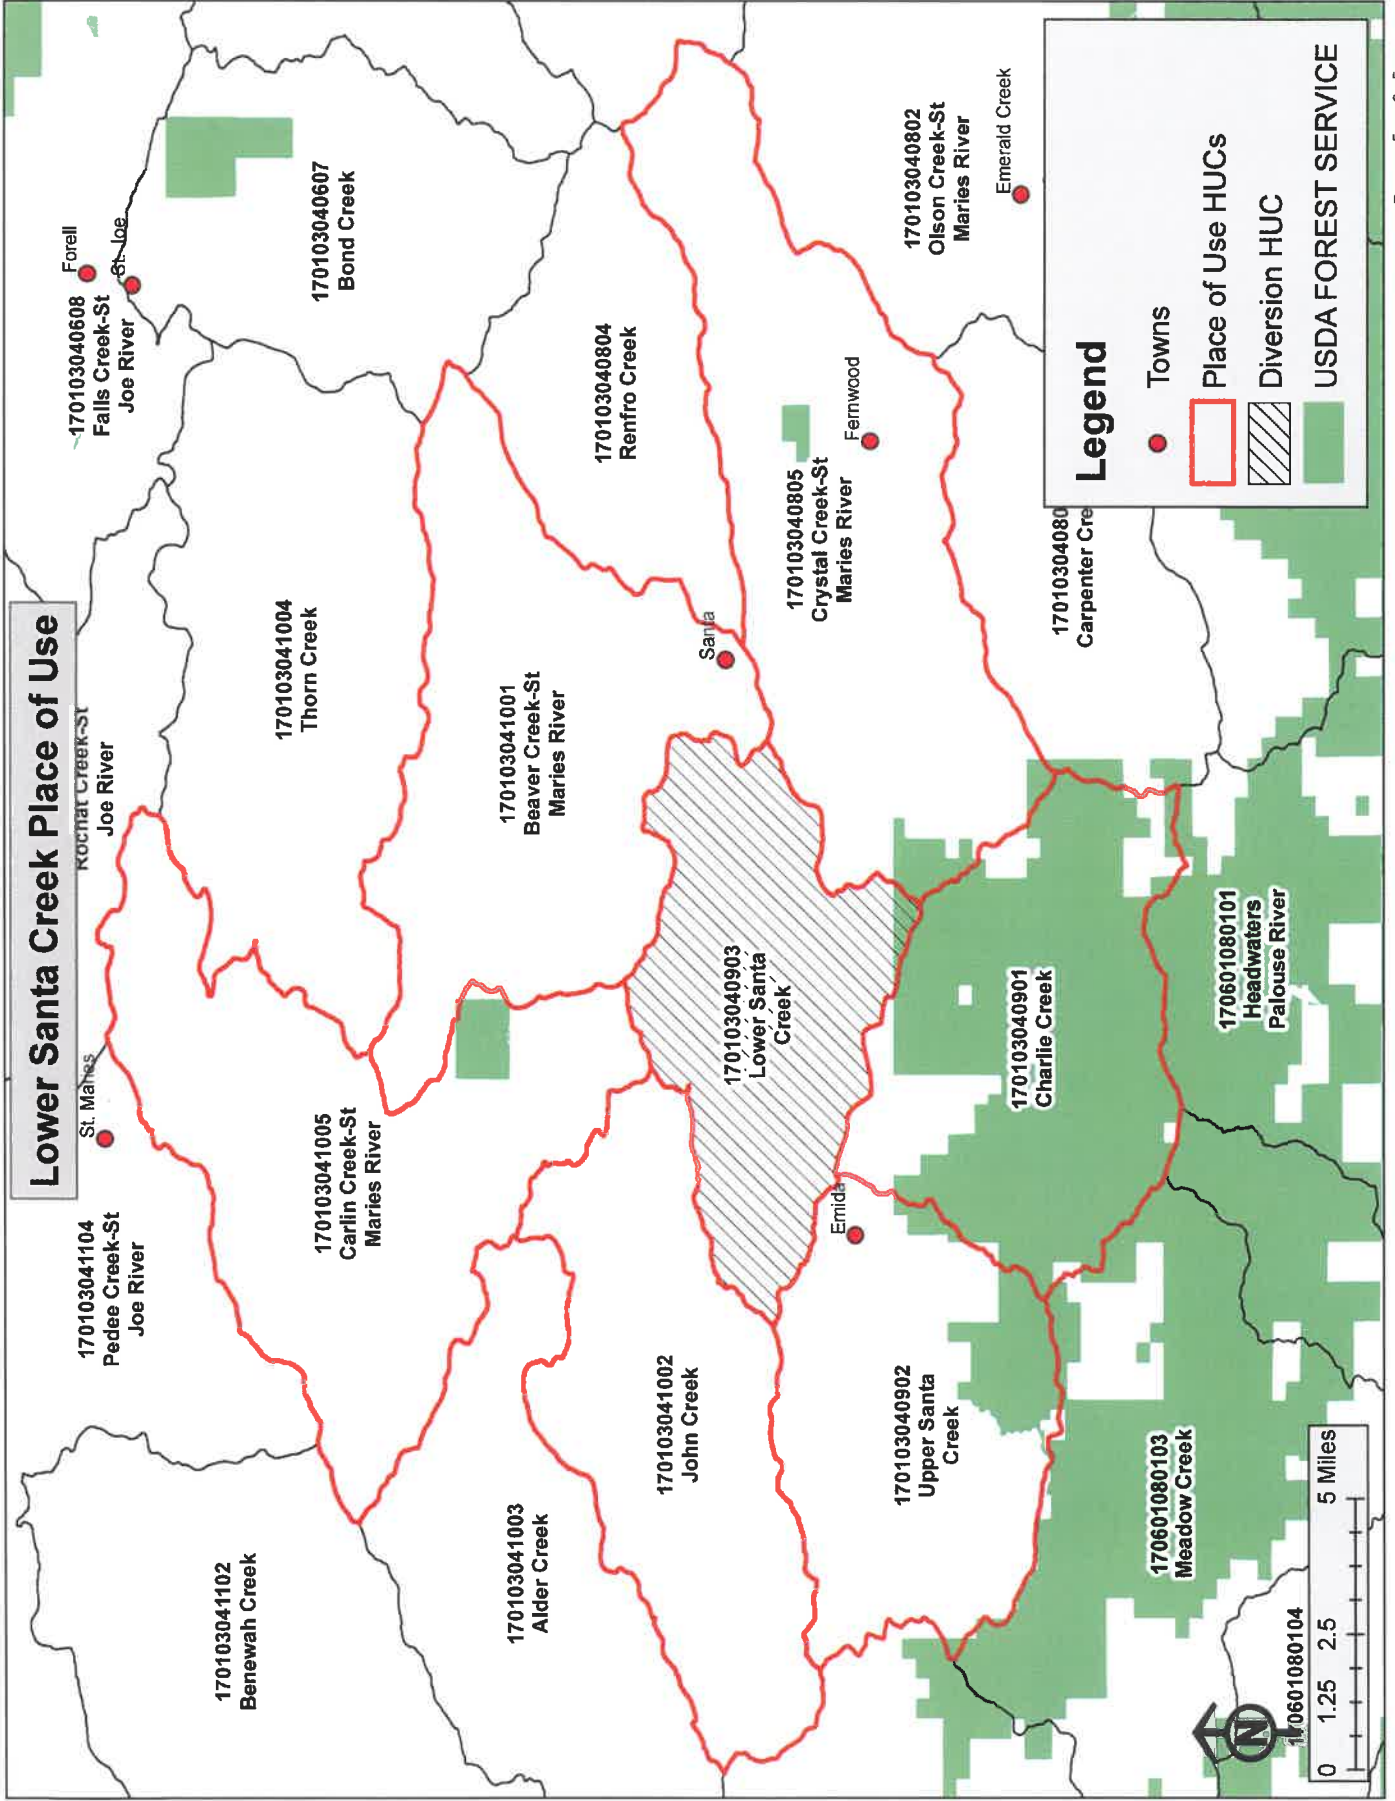 Lower Santa Creek Place of Use
170103041104
Pedee Creek-St
Joe River
St. Maries
Rochat Creek-St
Joe River
170103040608
Falls Creek-St
Joe River
Forell
St. Joe
170103041102
Benewah Creek
170103041005
Carlin Creek-St
Maries River
170103041004
Thorn Creek
170103040607
Bond Creek
170103041003
Alder Creek
170103041001
Beaver Creek-St
Maries River
170103040804
Renfro Creek
170103041002
John Creek
170103040903
Lower Santa
Creek
Santa
170103040805
Crystal Creek-St
Maries River
Fernwood
170103040802
Olson Creek-St
Maries River
Emerald Creek
Emida
170103040902
Upper Santa
Creek
170103040901
Charlie Creek
17010304080
Carpenter Cre
170601080103
Meadow Creek
170601080101
Headwaters
Palouse River
170601080104
N
0 1.25 2.5 5 Miles
Legend
Towns
Place of Use HUCs
Diversion HUC
USDA FOREST SERVICE